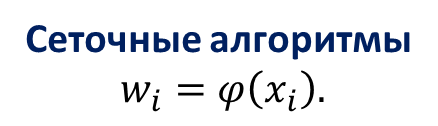 Сеточные алгоритмы
wᵢ = φ(xᵢ).